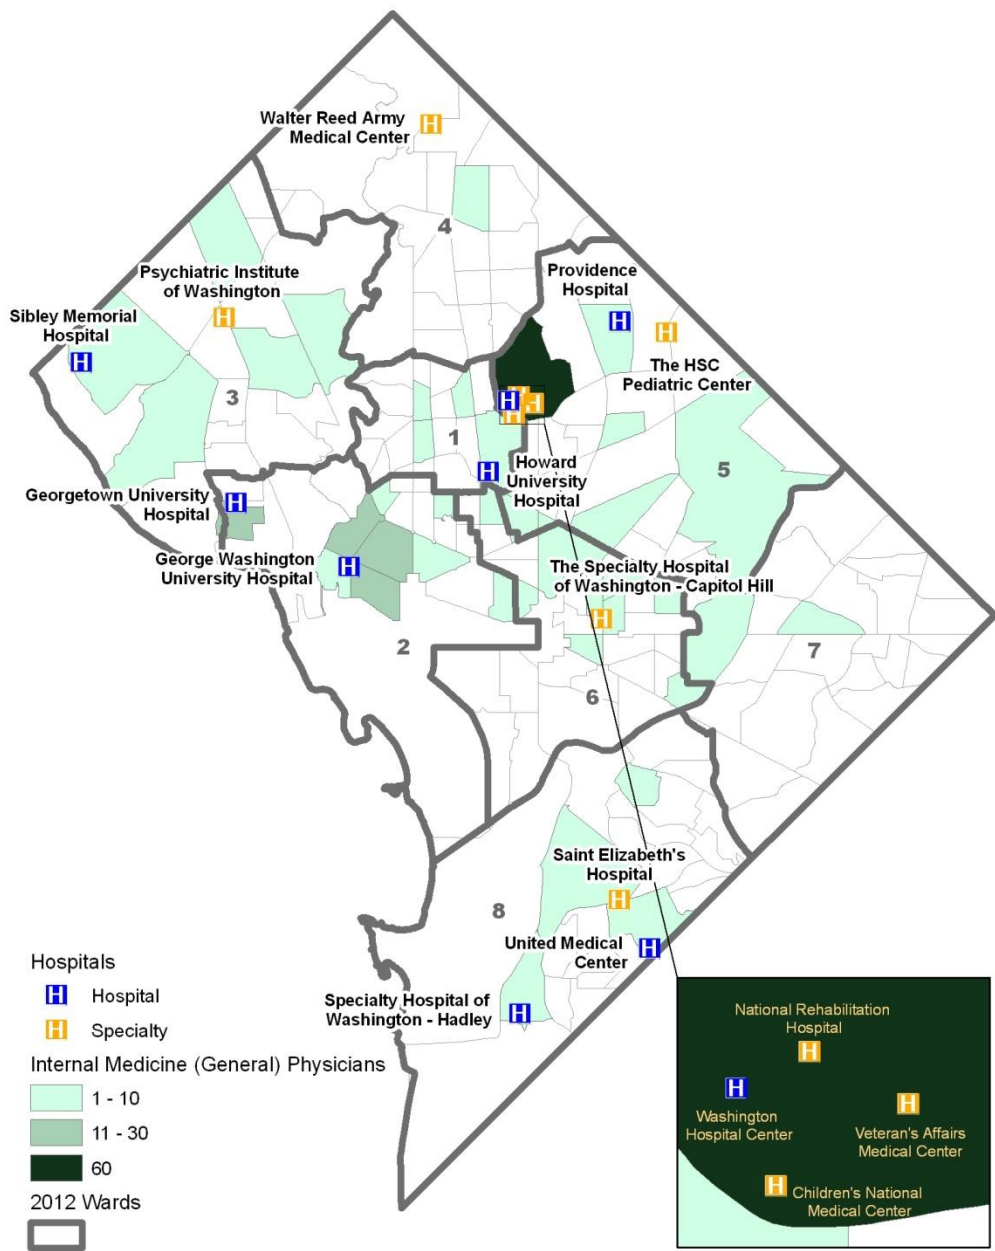 Walter Reed Army
Medical Center
H
4
Psychiatric Institute
of Washington
H
Providence
Hospital
H
H
Sibley Memorial
Hospital
H
The HSC
Pediatric Center
3
H
H
H
1
5
H
Howard
University
Hospital
Georgetown University
Hospital
H
George Washington
University Hospital
H
The Specialty Hospital
of Washington - Capitol Hill
H
2
7
6
Saint Elizabeth's
Hospital
H
8
United Medical
Center
H
Specialty Hospital of
Washington - Hadley
H
Hospitals
H Hospital
H Specialty
Internal Medicine (General) Physicians
1 - 10
11 - 30
60
2012 Wards
National Rehabilitation
Hospital
H
H
Washington
Hospital Center
H
Veteran's Affairs
Medical Center
H
Children's National
Medical Center